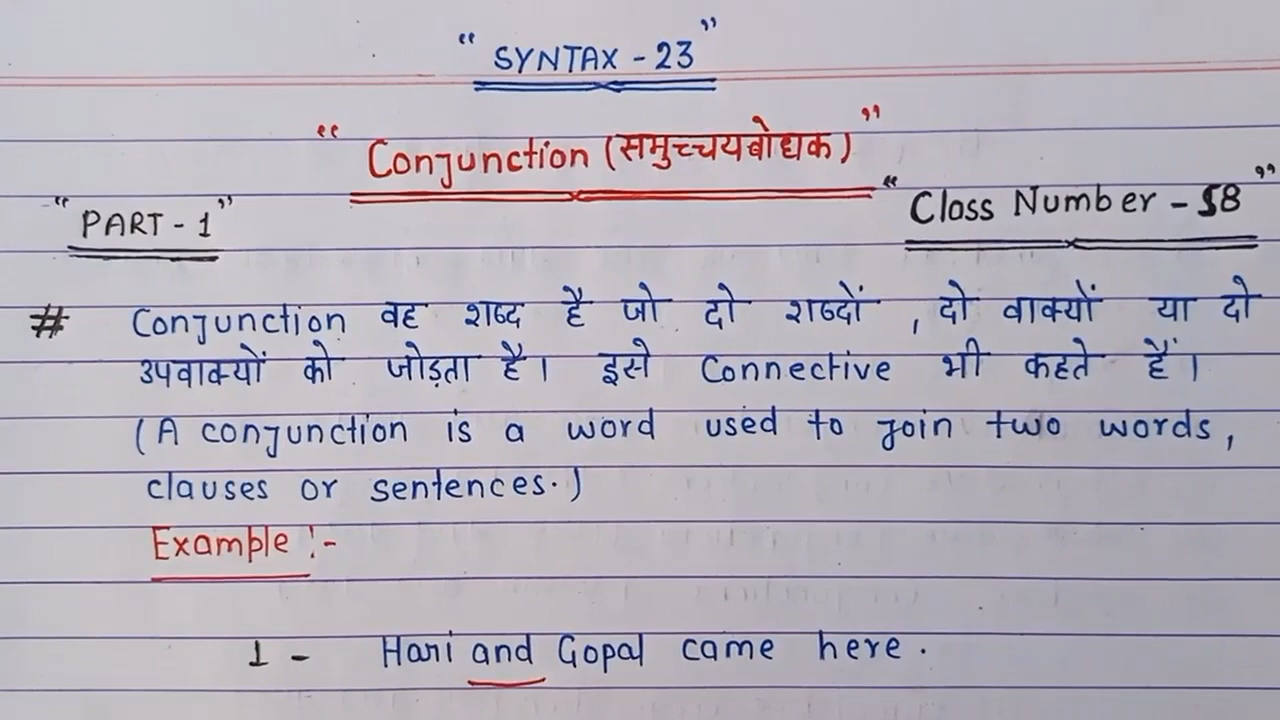 " SYNTAX - 23 "
" Conjunction (समुच्चयबोधक) "
" PART - 1 "
" Class Number - 58 "
# Conjunction वह शब्द है जो दो शब्दों , दो वाक्यों या दो
उपवाक्यों को जोड़ता है। इसे Connective भी कहते हैं।
(A conjunction is a word used to join two words,
clauses or sentences.)
Example :-
1 - Hari and Gopal came here .